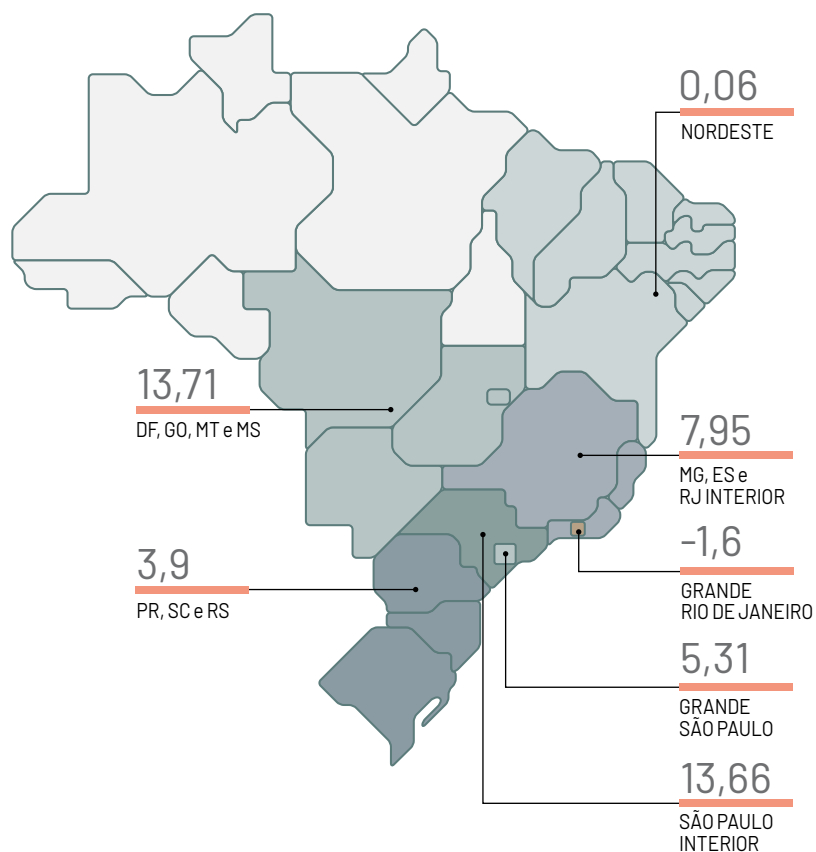 0,06
NORDESTE
13,71
DF, GO, MT e MS
7,95
MG, ES e
RJ INTERIOR
-1,6
GRANDE
RIO DE JANEIRO
3,9
PR, SC e RS
5,31
GRANDE
SÃO PAULO
13,66
SÃO PAULO
INTERIOR